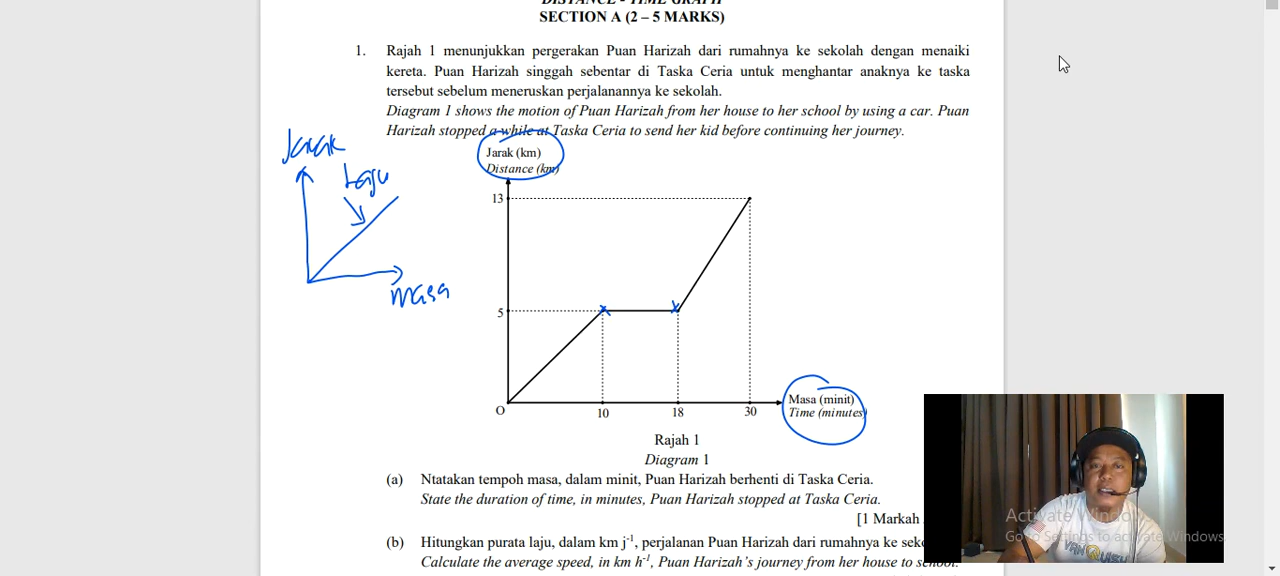 SECTION A (2 – 5 MARKS)
1. Rajah 1 menunjukkan pergerakan Puan Harizah dari rumahnya ke sekolah dengan menaiki
kereta. Puan Harizah singgah sebentar di Taska Ceria untuk menghantar anaknya ke taska
tersebut sebelum meneruskan perjalanannya ke sekolah.
Diagram 1 shows the motion of Puan Harizah from her house to her school by using a car. Puan
Harizah stopped a while at Taska Ceria to send her kid before continuing her journey.
Jarak
Laju
Masa
Jarak (km)
Distance (km)
13
5
O
10
18
30
Masa (minit)
Time (minutes)
Rajah 1
Diagram 1
(a) Ntatakan tempoh masa, dalam minit, Puan Harizah berhenti di Taska Ceria.
State the duration of time, in minutes, Puan Harizah stopped at Taska Ceria.
[1 Markah
(b) Hitungkan purata laju, dalam km j⁻¹, perjalanan Puan Harizah dari rumahnya ke
Calculate the average speed, in km h⁻¹, Puan Harizah's journey from her house to school.
Activate Windows
Go to Settings to activate Windows